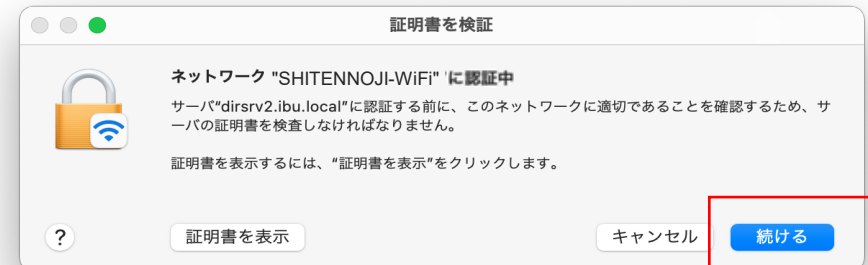 証明書を検証
ネットワーク "SHITENNOJI-WiFi" に認証中
サーバ"dirsrv2.ibu.local"に認証する前に、このネットワークに適切であることを確認するため、サ
ーバの証明書を検査しなければなりません。
証明書を表示するには、“証明書を表示”をクリックします。
?
証明書を表示
キャンセル
続ける